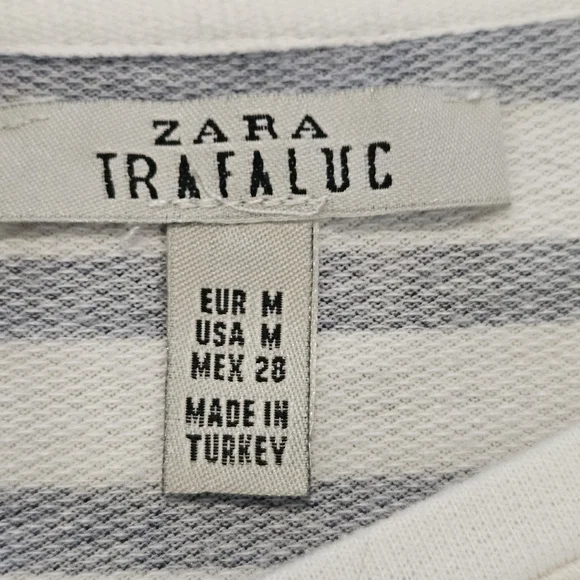 ZARA
TRAFALUC
EUR M
USA M
MEX 28
MADE IN
TURKEY